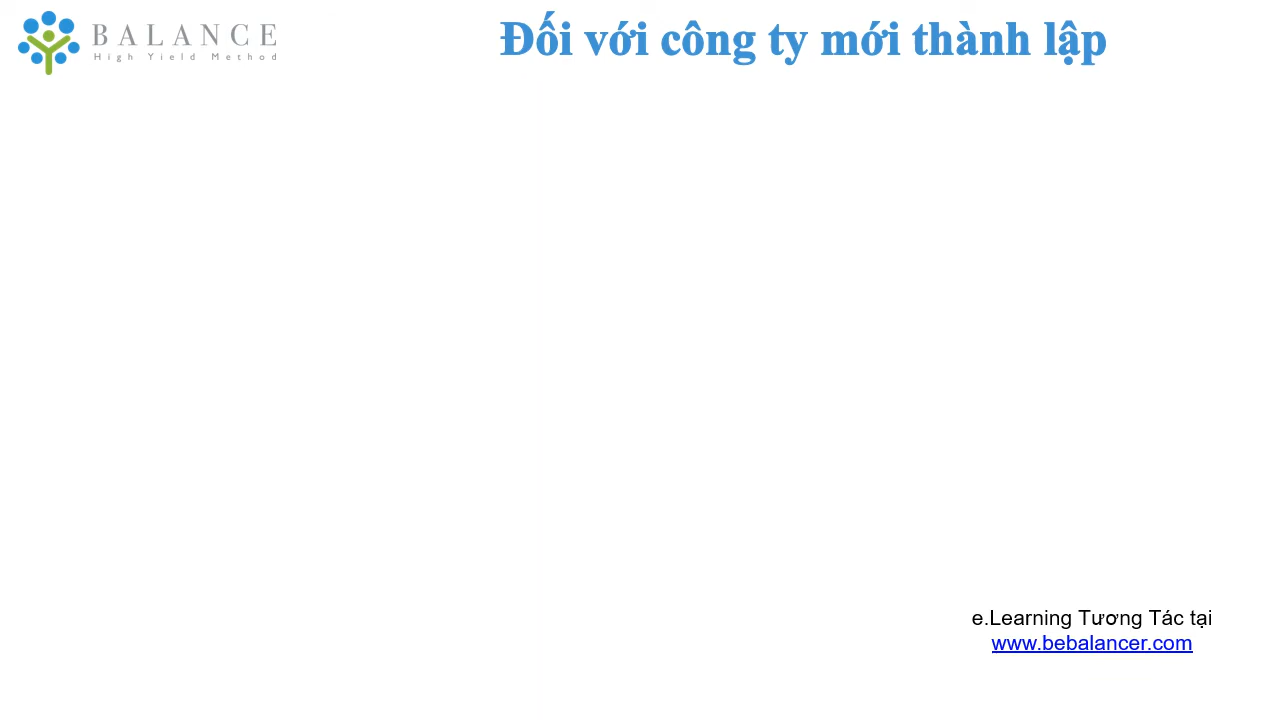 BALANCE
High Yield Method
Đối với công ty mới thành lập
e.Learning Tương Tác tại
www.bebalancer.com